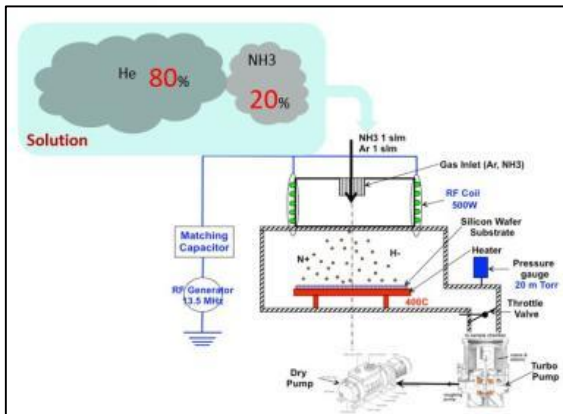 He 80%
NH3
20%
Solution
NH3 1 slm
Ar 1 slm
Gas Inlet (Ar, NH3)
RF Coil
500W
Silicon Wafer
Substrate
Heater
Matching
Capacitor
N+
H-
Pressure
gauge
20 m Torr
RF Generator
13.5 MHz
400C
Throttle
Valve
Dry
Pump
Turbo
Pump